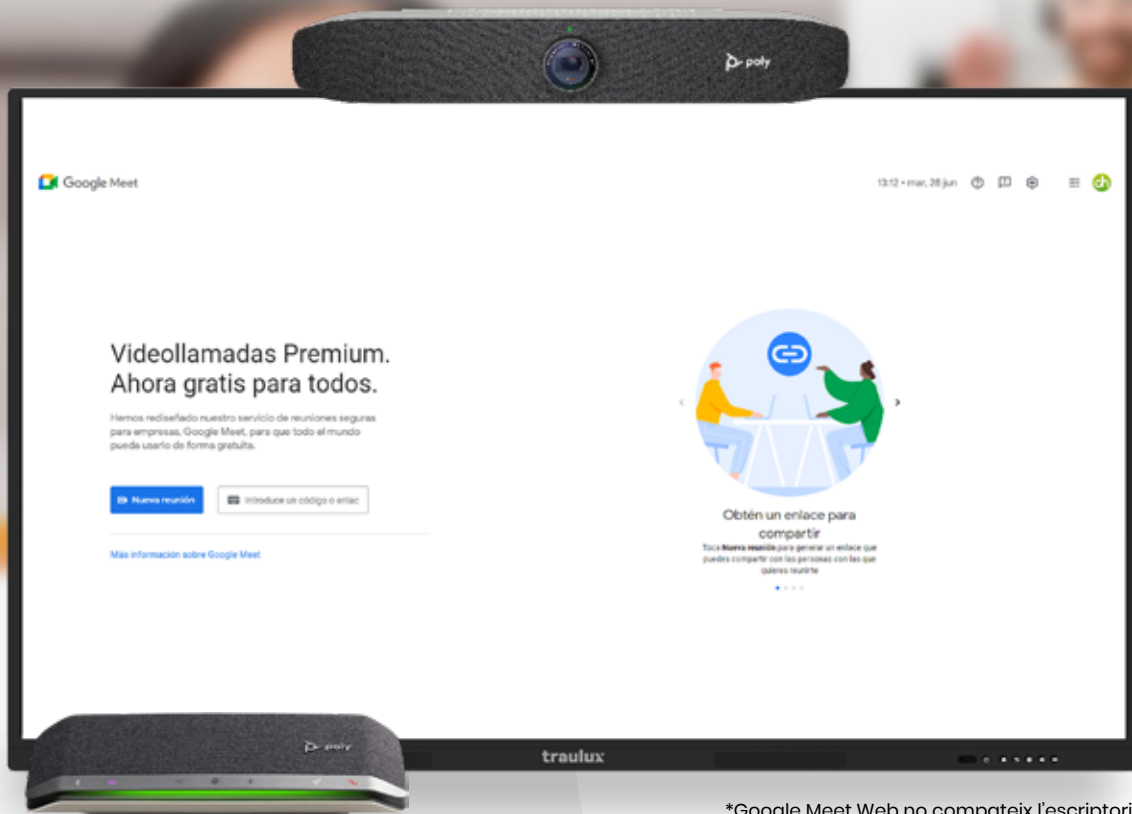 poly
Google Meet
13:12 • mar, 28 jun
dh
Videollamadas Premium.
Ahora gratis para todos.
Hemos rediseñado nuestro servicio de reuniones seguras
para empresas, Google Meet, para que todo el mundo
pueda usarlo de forma gratuita.
Nueva reunión
Introduce un código o enlac
Más información sobre Google Meet
Obtén un enlace para
compartir
Toca Nueva reunión para generar un enlace que
puedes compartir con las personas con las que
quieres reunirte
poly
traulux
*Google Meet Web no compateix l'escriptori